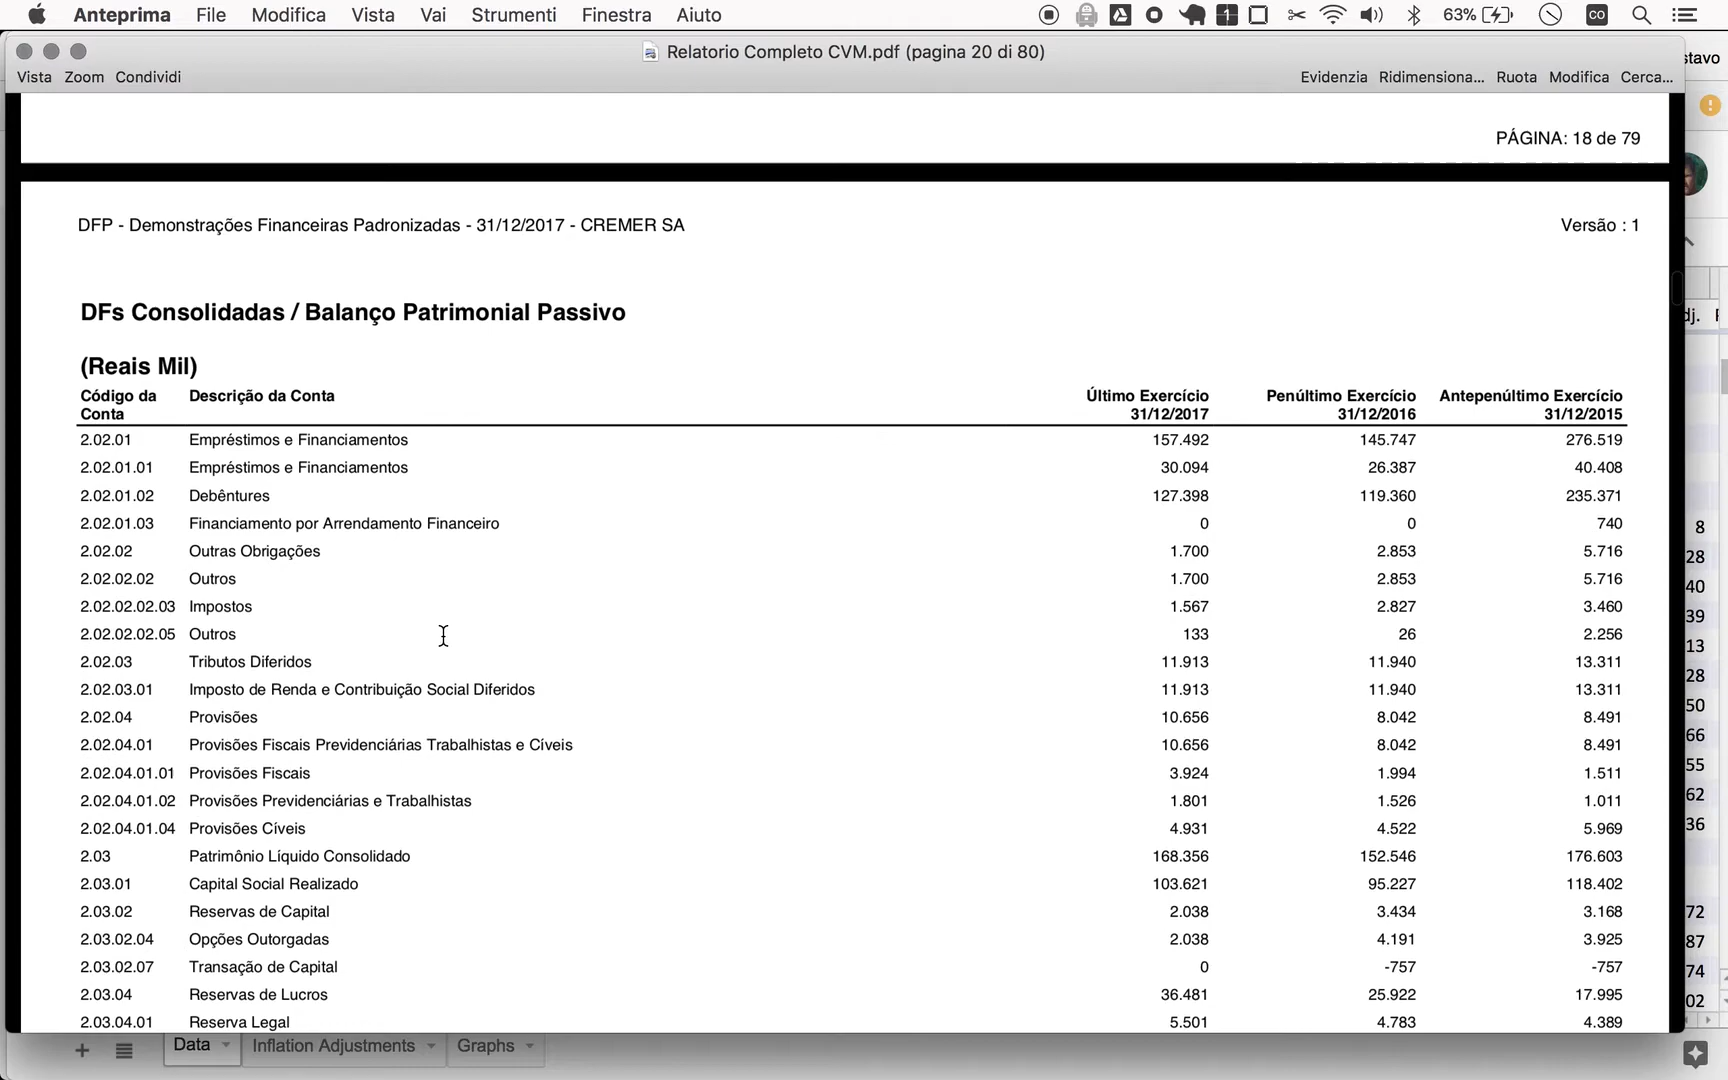 Anteprima File Modifica Vista Vai Strumenti Finestra Aiuto 63%
Relatorio Completo CVM.pdf (pagina 20 di 80)
stavo
Vista Zoom Condividi Evidenzia Ridimensiona... Ruota Modifica Cerca...
PÁGINA: 18 de 79
DFP - Demonstrações Financeiras Padronizadas - 31/12/2017 - CREMER SA Versão : 1
DFs Consolidadas / Balanço Patrimonial Passivo
(Reais Mil)
Código da Conta Descrição da Conta Último Exercício 31/12/2017 Penúltimo Exercício 31/12/2016 Antepenúltimo Exercício 31/12/2015
2.02.01 Empréstimos e Financiamentos 157.492 145.747 276.519
2.02.01.01 Empréstimos e Financiamentos 30.094 26.387 40.408
2.02.01.02 Debêntures 127.398 119.360 235.371
2.02.01.03 Financiamento por Arrendamento Financeiro 0 0 740
2.02.02 Outras Obrigações 1.700 2.853 5.716
2.02.02.02 Outros 1.700 2.853 5.716
2.02.02.02.03 Impostos 1.567 2.827 3.460
2.02.02.02.05 Outros 133 26 2.256
2.02.03 Tributos Diferidos 11.913 11.940 13.311
2.02.03.01 Imposto de Renda e Contribuição Social Diferidos 11.913 11.940 13.311
2.02.04 Provisões 10.656 8.042 8.491
2.02.04.01 Provisões Fiscais Previdenciárias Trabalhistas e Cíveis 10.656 8.042 8.491
2.02.04.01.01 Provisões Fiscais 3.924 1.994 1.511
2.02.04.01.02 Provisões Previdenciárias e Trabalhistas 1.801 1.526 1.011
2.02.04.01.04 Provisões Cíveis 4.931 4.522 5.969
2.03 Patrimônio Líquido Consolidado 168.356 152.546 176.603
2.03.01 Capital Social Realizado 103.621 95.227 118.402
2.03.02 Reservas de Capital 2.038 3.434 3.168
2.03.02.04 Opções Outorgadas 2.038 4.191 3.925
2.03.02.07 Transação de Capital 0 -757 -757
2.03.04 Reservas de Lucros 36.481 25.922 17.995
2.03.04.01 Reserva Legal 5.501 4.783 4.389
dj.
8
28
40
39
13
28
50
66
55
62
36
72
87
74
02
Data Inflation Adjustments Graphs